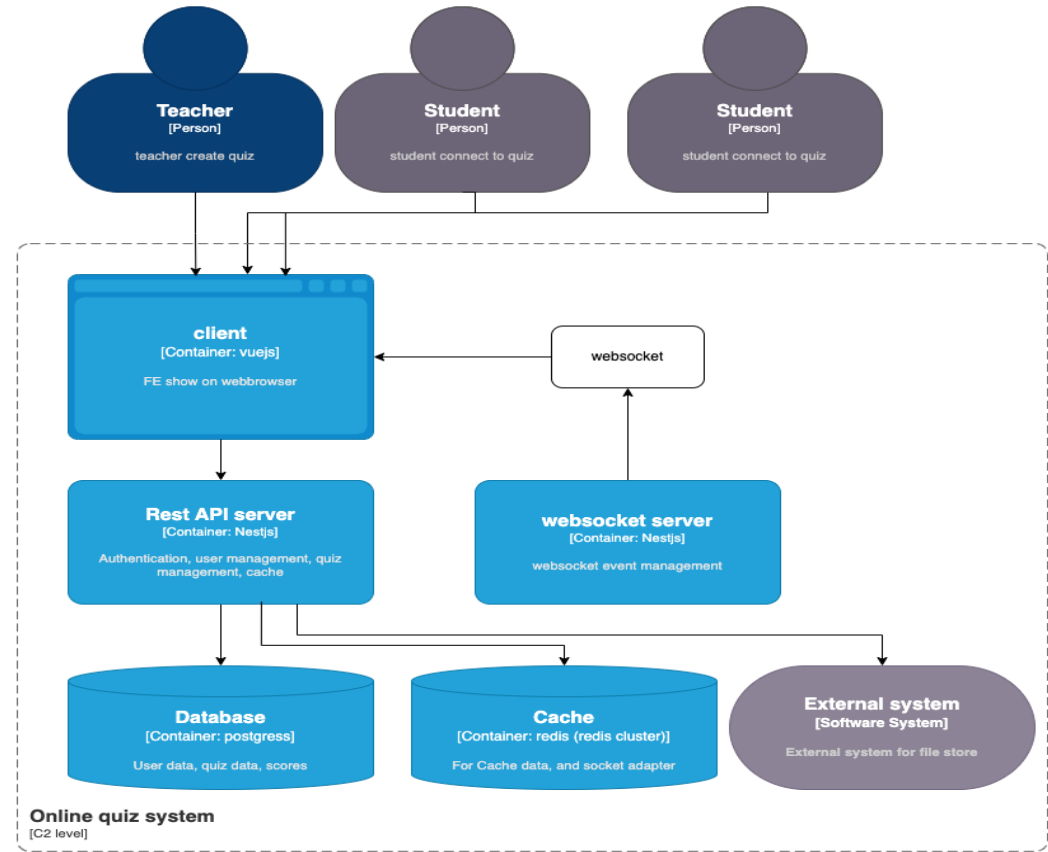 Teacher
[Person]
teacher create quiz
Student
[Person]
student connect to quiz
Student
[Person]
student connect to quiz
client
[Container: vuejs]
FE show on webbrowser
websocket
Rest API server
[Container: Nestjs]
Authentication, user management, quiz
management, cache
websocket server
[Container: Nestjs]
websocket event management
Database
[Container: postgress]
User data, quiz data, scores
Cache
[Container: redis (redis cluster)]
For Cache data, and socket adapter
External system
[Software System]
External system for file store
Online quiz system
[C2 level]